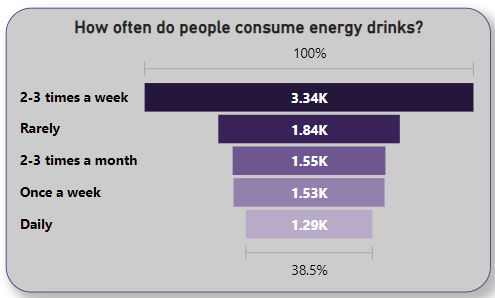 How often do people consume energy drinks?
100%
2-3 times a week 3.34K
Rarely 1.84K
2-3 times a month 1.55K
Once a week 1.53K
Daily 1.29K
38.5%